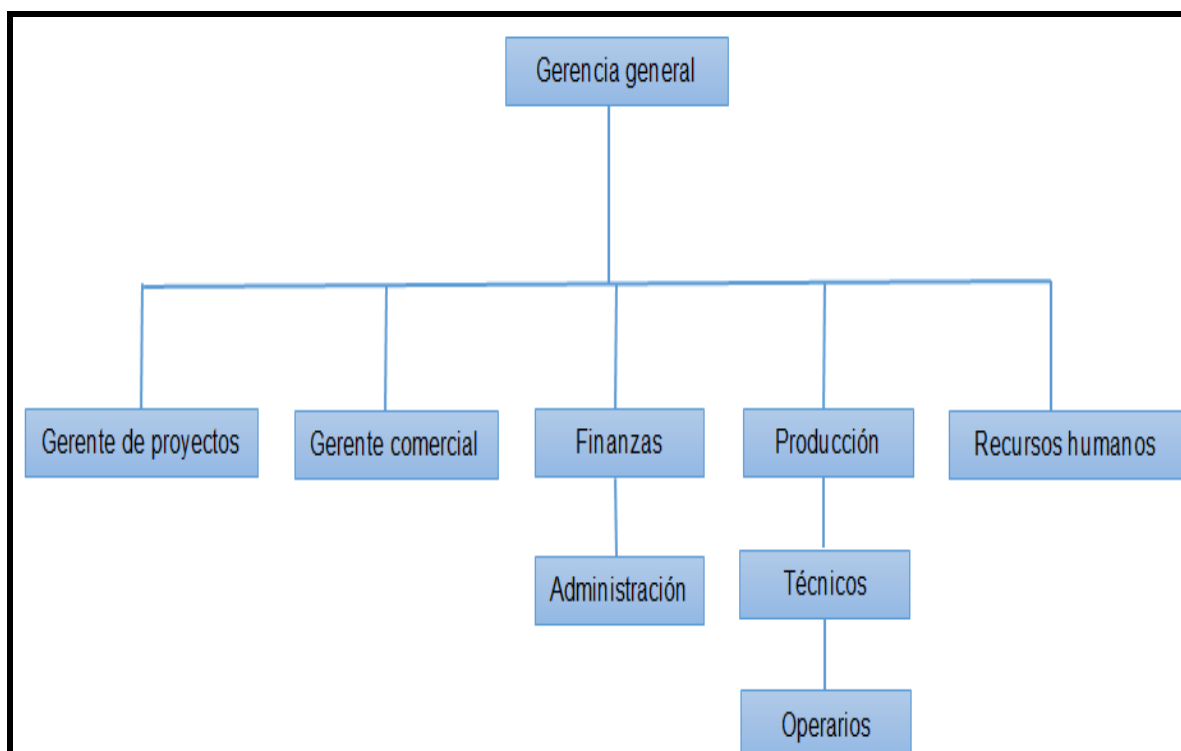 Gerencia general
Gerente de proyectos
Gerente comercial
Finanzas
Producción
Recursos humanos
Administración
Técnicos
Operarios